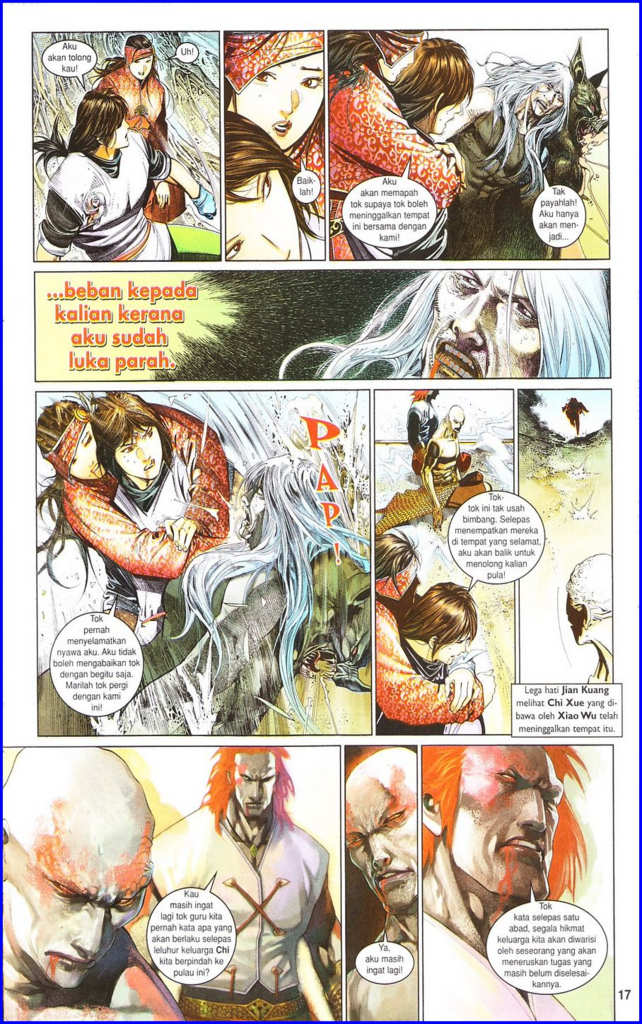 Aku
akan tolong
kau!
Uh!
Baik-
lah!
Aku
akan memapah
tok supaya tok boleh
meninggalkan tempat
ini bersama dengan
kami!
Tak
payahlah!
Aku hanya
akan men-
jadi...
...beban kepada
kalian kerana
aku sudah
luka parah.
PAP!
Tok
pernah
menyelamatkan
nyawa aku. Aku tidak
boleh mengabaikan tok
dengan begitu saja.
Marilah tok pergi
dengan kami
ini!
Tok-
tok ini tak usah
bimbang. Selepas
menempatkan mereka
di tempat yang selamat,
aku akan balik untuk
menolong kalian
pula!
Lega hati Jian Kuang
melihat Chi Xue yang di-
bawa oleh Xiao Wu telah
meninggalkan tempat itu.
Kau
masih ingat
lagi tok guru kita
pernah kata apa yang
akan berlaku selepas
leluhur keluarga Chi
kita berpindah ke
pulau ini?
Ya,
aku masih
ingat lagi!
Tok
kata selepas satu
abad, segala hikmat
keluarga kita akan diwarisi
oleh seseorang yang akan
meneruskan tugas yang
masih belum diselesai-
kannya.
17